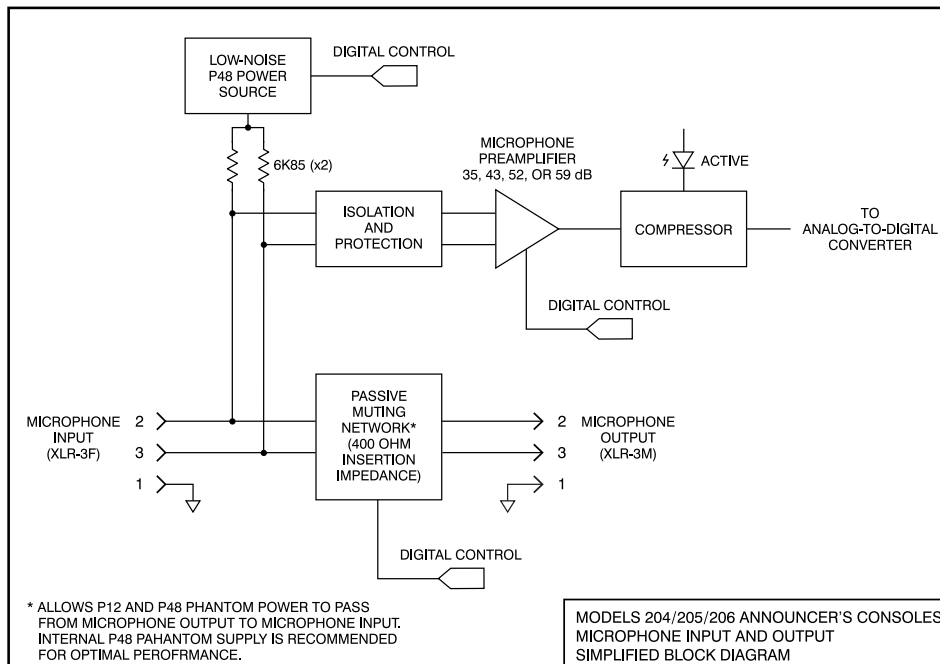 LOW-NOISE
P48 POWER
SOURCE
DIGITAL CONTROL
6K85 (x2)
MICROPHONE
PREAMPLIFIER
35, 43, 52, OR 59 dB
ACTIVE
ISOLATION
AND
PROTECTION
COMPRESSOR
TO
ANALOG-TO-DIGITAL
CONVERTER
DIGITAL CONTROL
MICROPHONE
INPUT
(XLR-3F)
2
3
1
PASSIVE
MUTING
NETWORK*
(400 OHM
INSERTION
IMPEDANCE)
2
3
1
MICROPHONE
OUTPUT
(XLR-3M)
DIGITAL CONTROL
* ALLOWS P12 AND P48 PHANTOM POWER TO PASS
FROM MICROPHONE OUTPUT TO MICROPHONE INPUT.
INTERNAL P48 PAHANTOM SUPPLY IS RECOMMENDED
FOR OPTIMAL PEROFRMANCE.
MODELS 204/205/206 ANNOUNCER'S CONSOLES
MICROPHONE INPUT AND OUTPUT
SIMPLIFIED BLOCK DIAGRAM